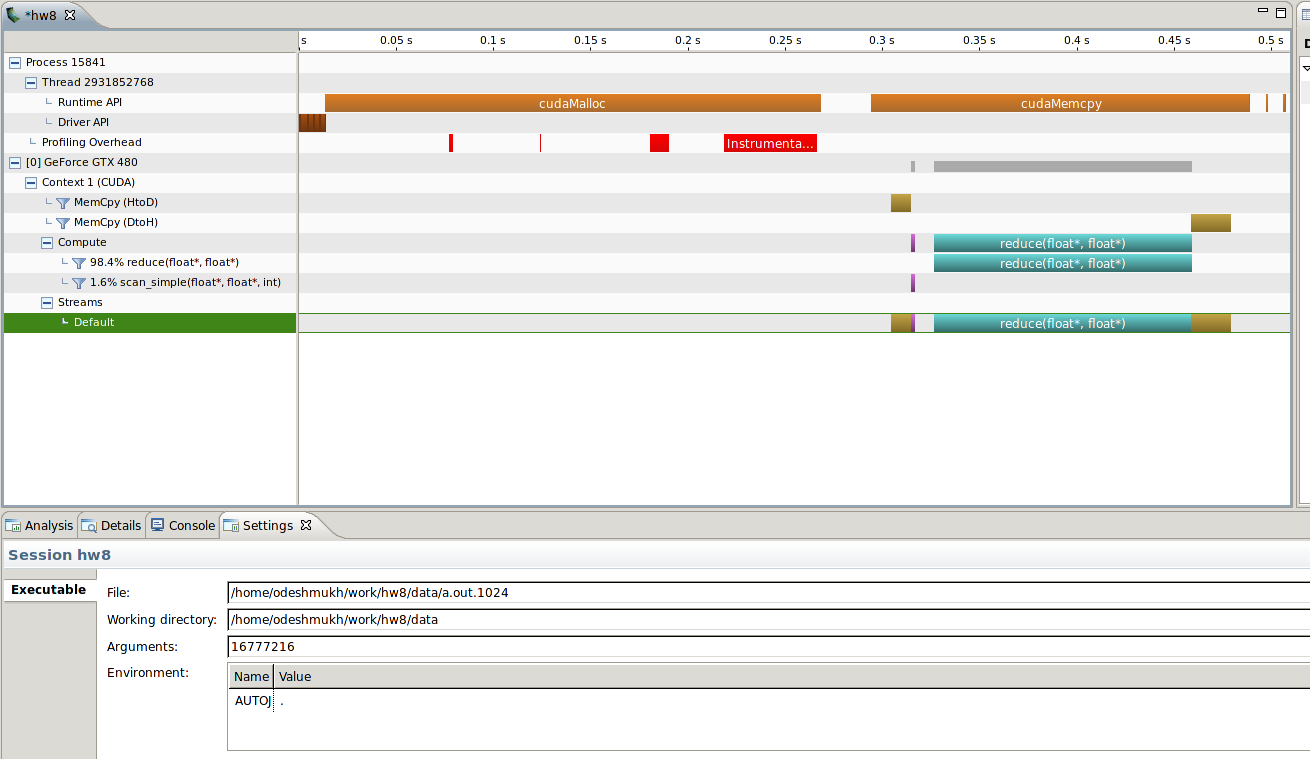 *hw8
s 0.05 s 0.1 s 0.15 s 0.2 s 0.25 s 0.3 s 0.35 s 0.4 s 0.45 s 0.5 s
Process 15841
Thread 2931852768
Runtime API cudaMalloc cudaMemcpy
Driver API
Profiling Overhead Instrumenta...
[0] GeForce GTX 480
Context 1 (CUDA)
MemCpy (HtoD)
MemCpy (DtoH)
Compute reduce(float*, float*)
98.4% reduce(float*, float*) reduce(float*, float*)
1.6% scan_simple(float*, float*, int)
Streams
Default reduce(float*, float*)
Analysis Details Console Settings
Session hw8
Executable
File: /home/odeshmukh/work/hw8/data/a.out.1024
Working directory: /home/odeshmukh/work/hw8/data
Arguments: 16777216
Environment:
Name Value
AUTOJ .